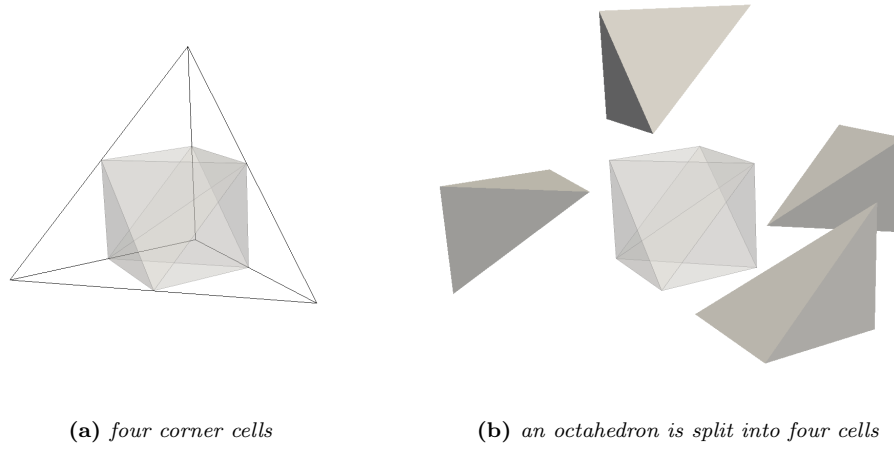 (a) four corner cells
(b) an octahedron is split into four cells